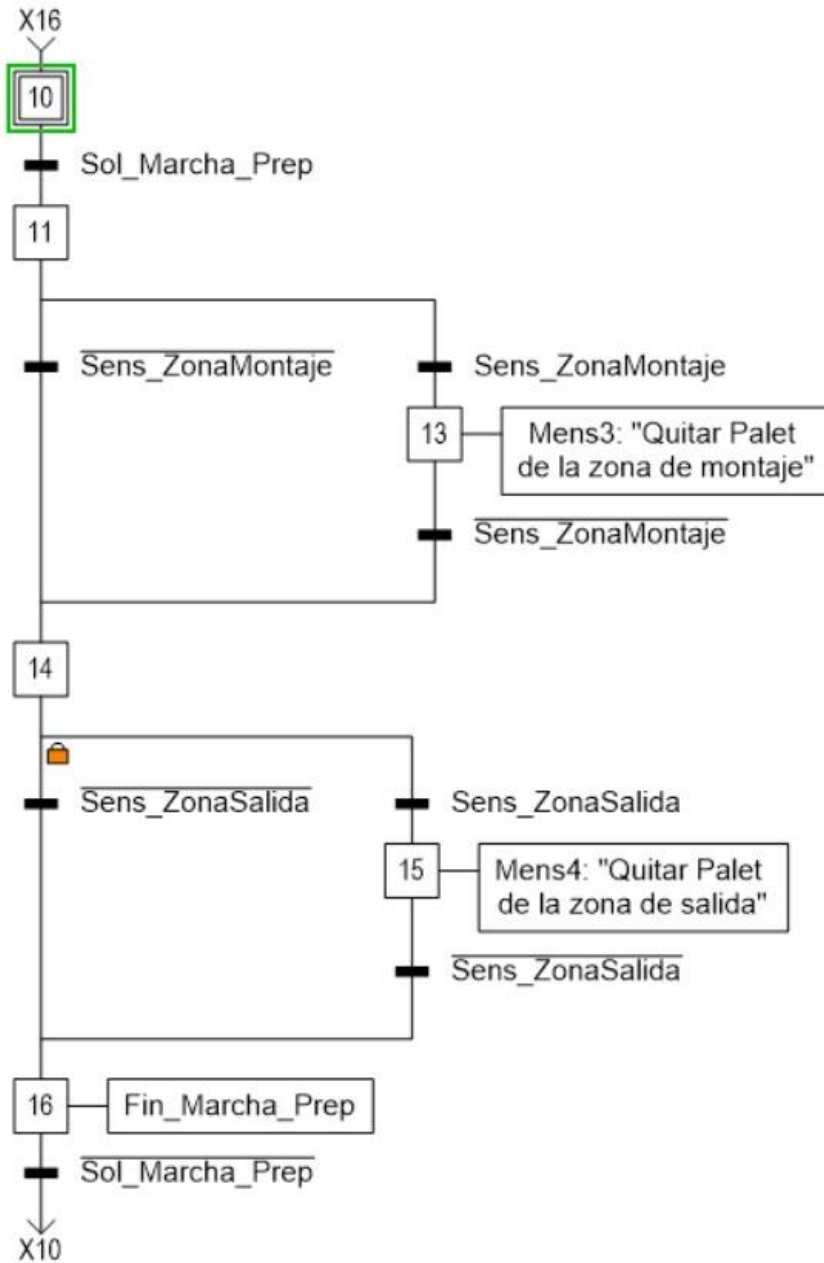 X16
10
Sol_Marcha_Prep
11
Sens_ZonaMontaje
Sens_ZonaMontaje
13
Mens3: "Quitar Palet
de la zona de montaje"
Sens_ZonaMontaje
14
Sens_ZonaSalida
Sens_ZonaSalida
15
Mens4: "Quitar Palet
de la zona de salida"
Sens_ZonaSalida
16
Fin_Marcha_Prep
Sol_Marcha_Prep
X10